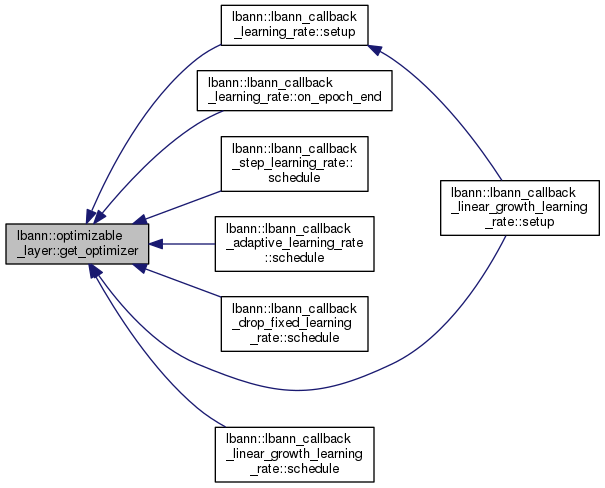 lbann::lbann_callback
_learning_rate::setup
lbann::lbann_callback
_learning_rate::on_epoch_end
lbann::lbann_callback
_step_learning_rate::
schedule
lbann::lbann_callback
_linear_growth_learning
_rate::setup
lbann::optimizable
_layer::get_optimizer
lbann::lbann_callback
_adaptive_learning_rate
::schedule
lbann::lbann_callback
_drop_fixed_learning
_rate::schedule
lbann::lbann_callback
_linear_growth_learning
_rate::schedule